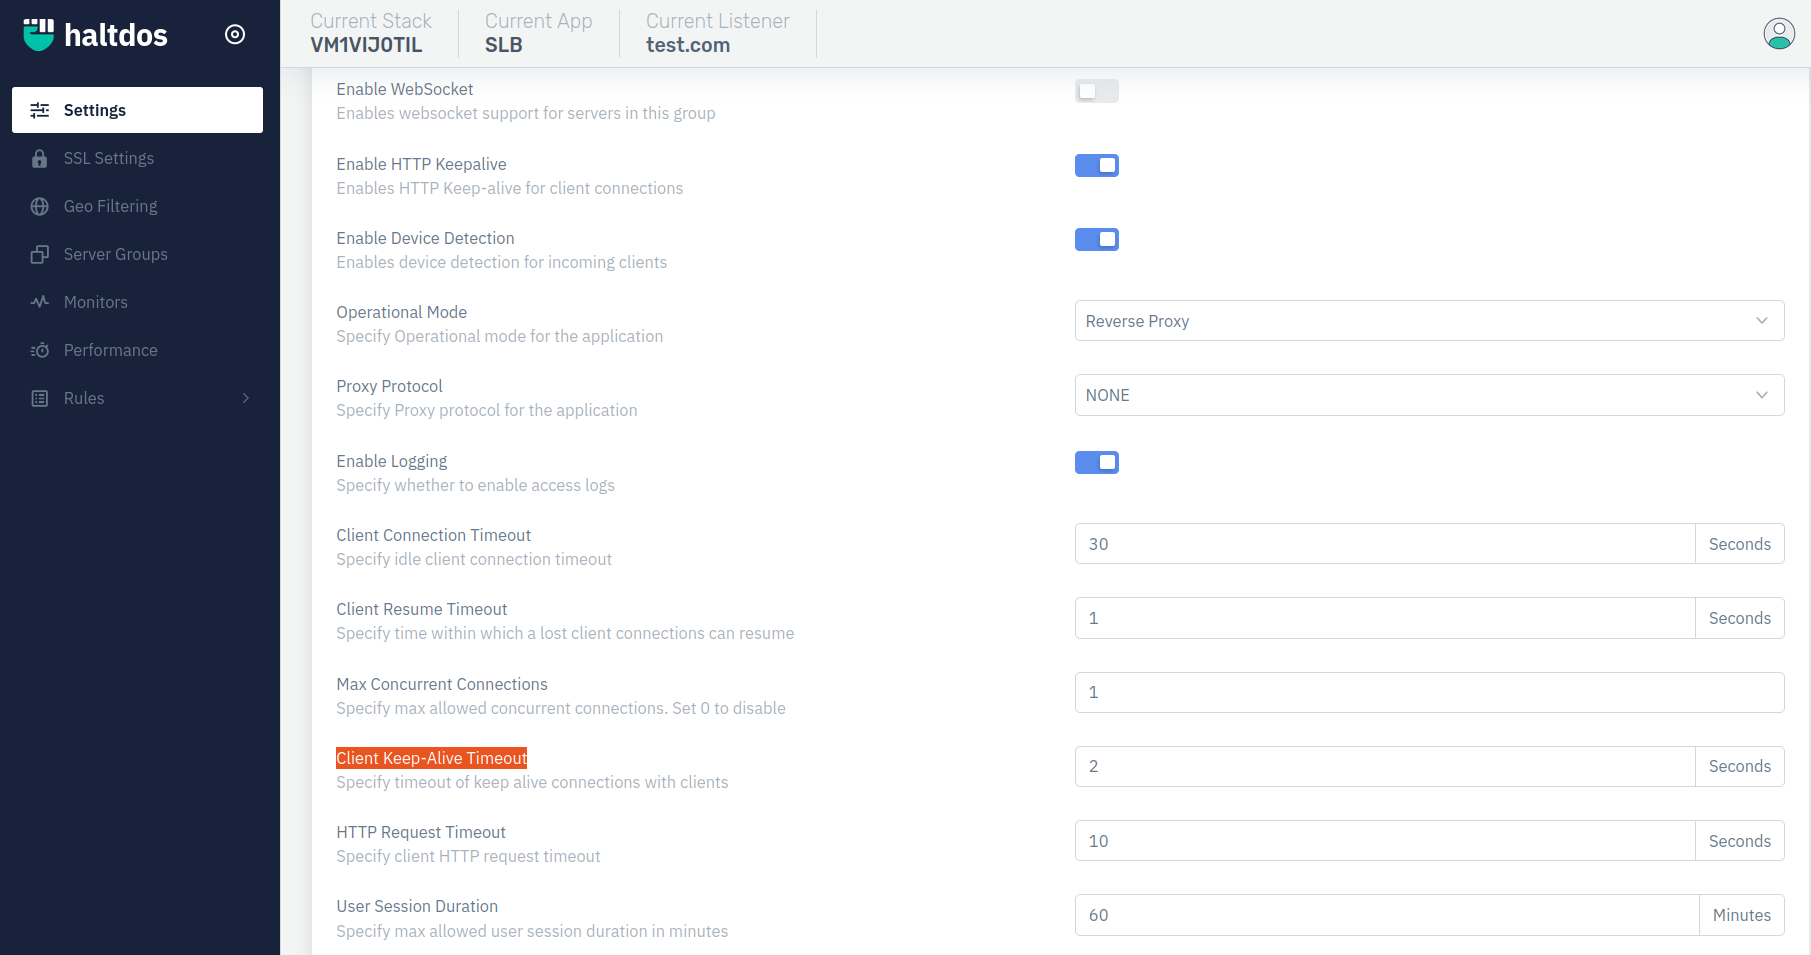 haltdos
Current Stack
VM1VIJ0TIL
Current App
SLB
Current Listener
test.com
Settings
SSL Settings
Geo Filtering
Server Groups
Monitors
Performance
Rules
Enable WebSocket
Enables websocket support for servers in this group
Enable HTTP Keepalive
Enables HTTP Keep-alive for client connections
Enable Device Detection
Enables device detection for incoming clients
Operational Mode
Specify Operational mode for the application
Reverse Proxy
Proxy Protocol
Specify Proxy protocol for the application
NONE
Enable Logging
Specify whether to enable access logs
Client Connection Timeout
Specify idle client connection timeout
30 Seconds
Client Resume Timeout
Specify time within which a lost client connections can resume
1 Seconds
Max Concurrent Connections
Specify max allowed concurrent connections. Set 0 to disable
1
Client Keep-Alive Timeout
Specify timeout of keep alive connections with clients
2 Seconds
HTTP Request Timeout
Specify client HTTP request timeout
10 Seconds
User Session Duration
Specify max allowed user session duration in minutes
60 Minutes